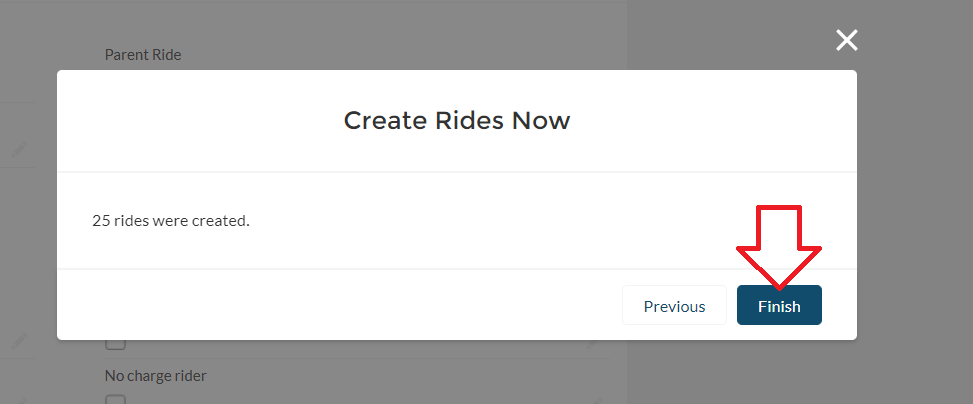 Parent Ride
Create Rides Now
25 rides were created.
Previous
Finish
No charge rider